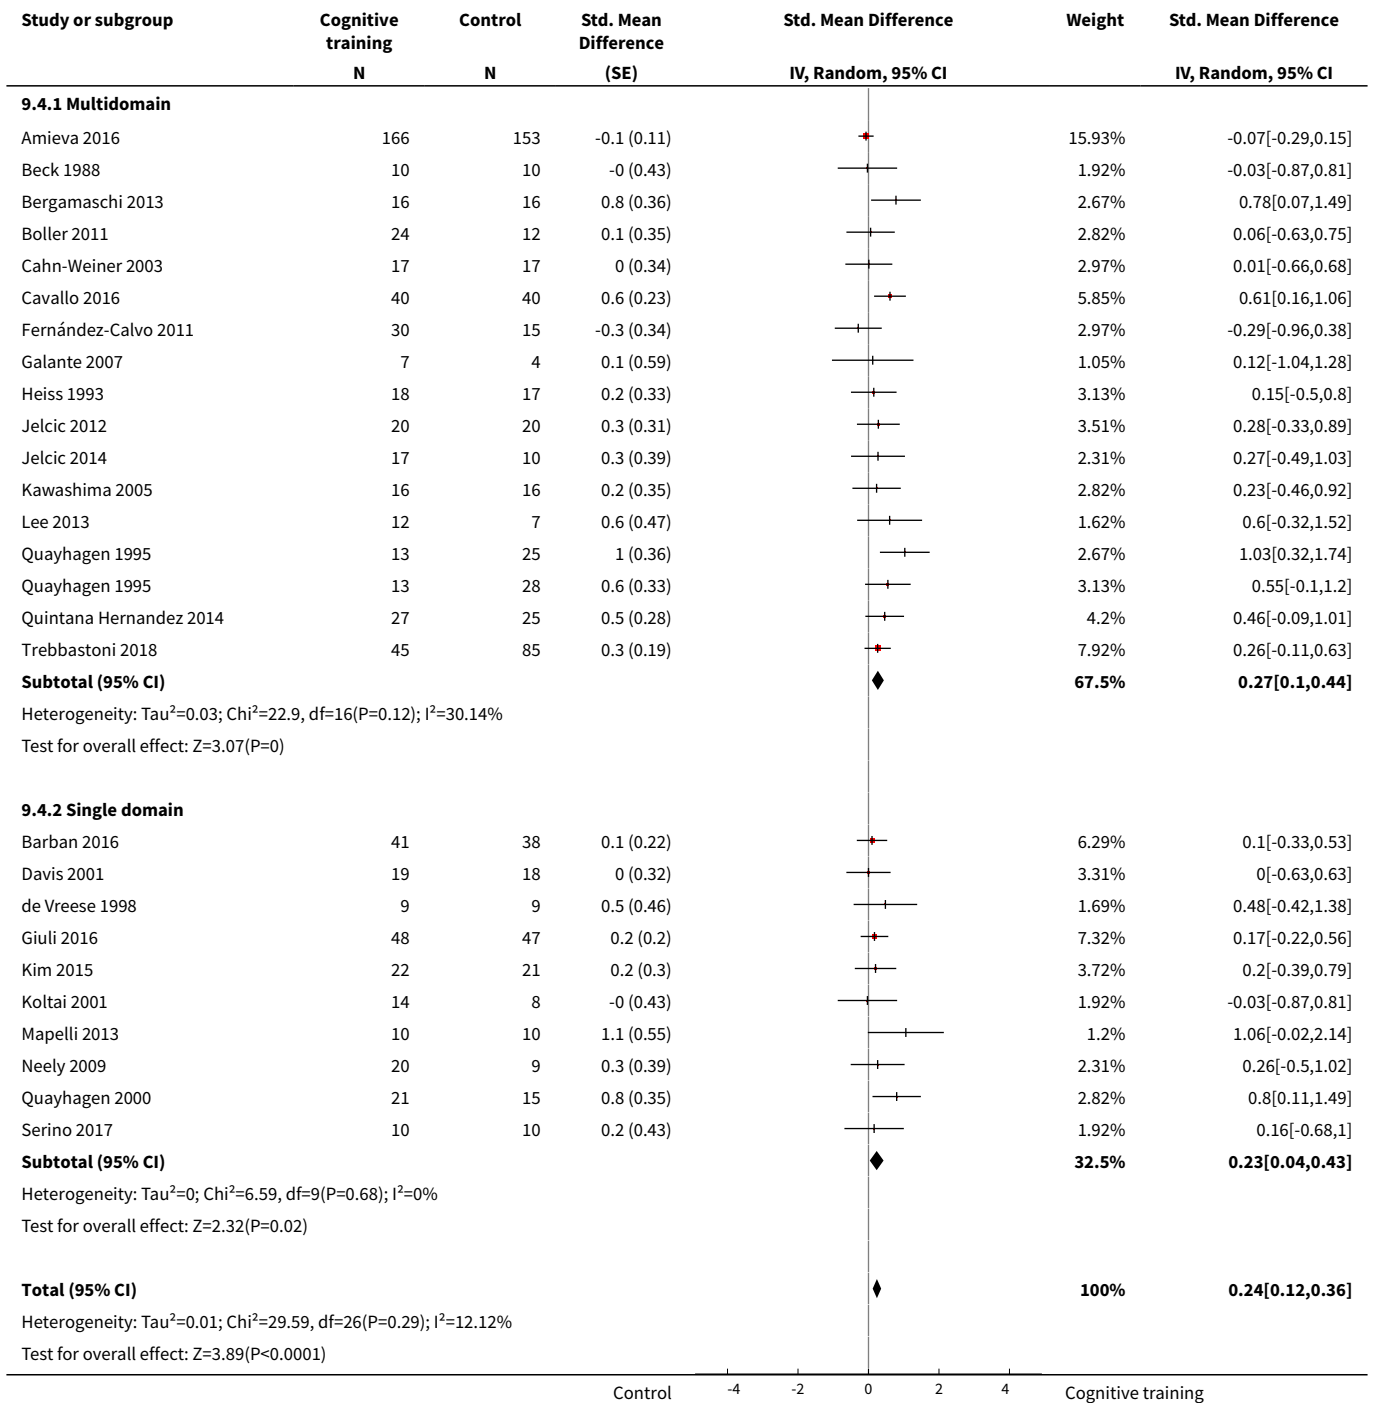 Study or subgroup Cognitive training Control Std. Mean Difference Std. Mean Difference Weight Std. Mean Difference
N N (SE) IV, Random, 95% CI IV, Random, 95% CI
9.4.1 Multidomain
Amieva 2016 166 153 -0.1 (0.11) 15.93% -0.07[-0.29,0.15]
Beck 1988 10 10 -0 (0.43) 1.92% -0.03[-0.87,0.81]
Bergamaschi 2013 16 16 0.8 (0.36) 2.67% 0.78[0.07,1.49]
Boller 2011 24 12 0.1 (0.35) 2.82% 0.06[-0.63,0.75]
Cahn-Weiner 2003 17 17 0 (0.34) 2.97% 0.01[-0.66,0.68]
Cavallo 2016 40 40 0.6 (0.23) 5.85% 0.61[0.16,1.06]
Fernández-Calvo 2011 30 15 -0.3 (0.34) 2.97% -0.29[-0.96,0.38]
Galante 2007 7 4 0.1 (0.59) 1.05% 0.12[-1.04,1.28]
Heiss 1993 18 17 0.2 (0.33) 3.13% 0.15[-0.5,0.8]
Jelcic 2012 20 20 0.3 (0.31) 3.51% 0.28[-0.33,0.89]
Jelcic 2014 17 10 0.3 (0.39) 2.31% 0.27[-0.49,1.03]
Kawashima 2005 16 16 0.2 (0.35) 2.82% 0.23[-0.46,0.92]
Lee 2013 12 7 0.6 (0.47) 1.62% 0.6[-0.32,1.52]
Quayhagen 1995 13 25 1 (0.36) 2.67% 1.03[0.32,1.74]
Quayhagen 1995 13 28 0.6 (0.33) 3.13% 0.55[-0.1,1.2]
Quintana Hernandez 2014 27 25 0.5 (0.28) 4.2% 0.46[-0.09,1.01]
Trebbastoni 2018 45 85 0.3 (0.19) 7.92% 0.26[-0.11,0.63]
Subtotal (95% CI) 67.5% 0.27[0.1,0.44]
Heterogeneity: Tau²=0.03; Chi²=22.9, df=16(P=0.12); I²=30.14%
Test for overall effect: Z=3.07(P=0)
9.4.2 Single domain
Barban 2016 41 38 0.1 (0.22) 6.29% 0.1[-0.33,0.53]
Davis 2001 19 18 0 (0.32) 3.31% 0[-0.63,0.63]
de Vreese 1998 9 9 0.5 (0.46) 1.69% 0.48[-0.42,1.38]
Giuli 2016 48 47 0.2 (0.2) 7.32% 0.17[-0.22,0.56]
Kim 2015 22 21 0.2 (0.3) 3.72% 0.2[-0.39,0.79]
Koltai 2001 14 8 -0 (0.43) 1.92% -0.03[-0.87,0.81]
Mapelli 2013 10 10 1.1 (0.55) 1.2% 1.06[-0.02,2.14]
Neely 2009 20 9 0.3 (0.39) 2.31% 0.26[-0.5,1.02]
Quayhagen 2000 21 15 0.8 (0.35) 2.82% 0.8[0.11,1.49]
Serino 2017 10 10 0.2 (0.43) 1.92% 0.16[-0.68,1]
Subtotal (95% CI) 32.5% 0.23[0.04,0.43]
Heterogeneity: Tau²=0; Chi²=6.59, df=9(P=0.68); I²=0%
Test for overall effect: Z=2.32(P=0.02)
Total (95% CI) 100% 0.24[0.12,0.36]
Heterogeneity: Tau²=0.01; Chi²=29.59, df=26(P=0.29); I²=12.12%
Test for overall effect: Z=3.89(P<0.0001)
Control -4 -2 0 2 4 Cognitive training